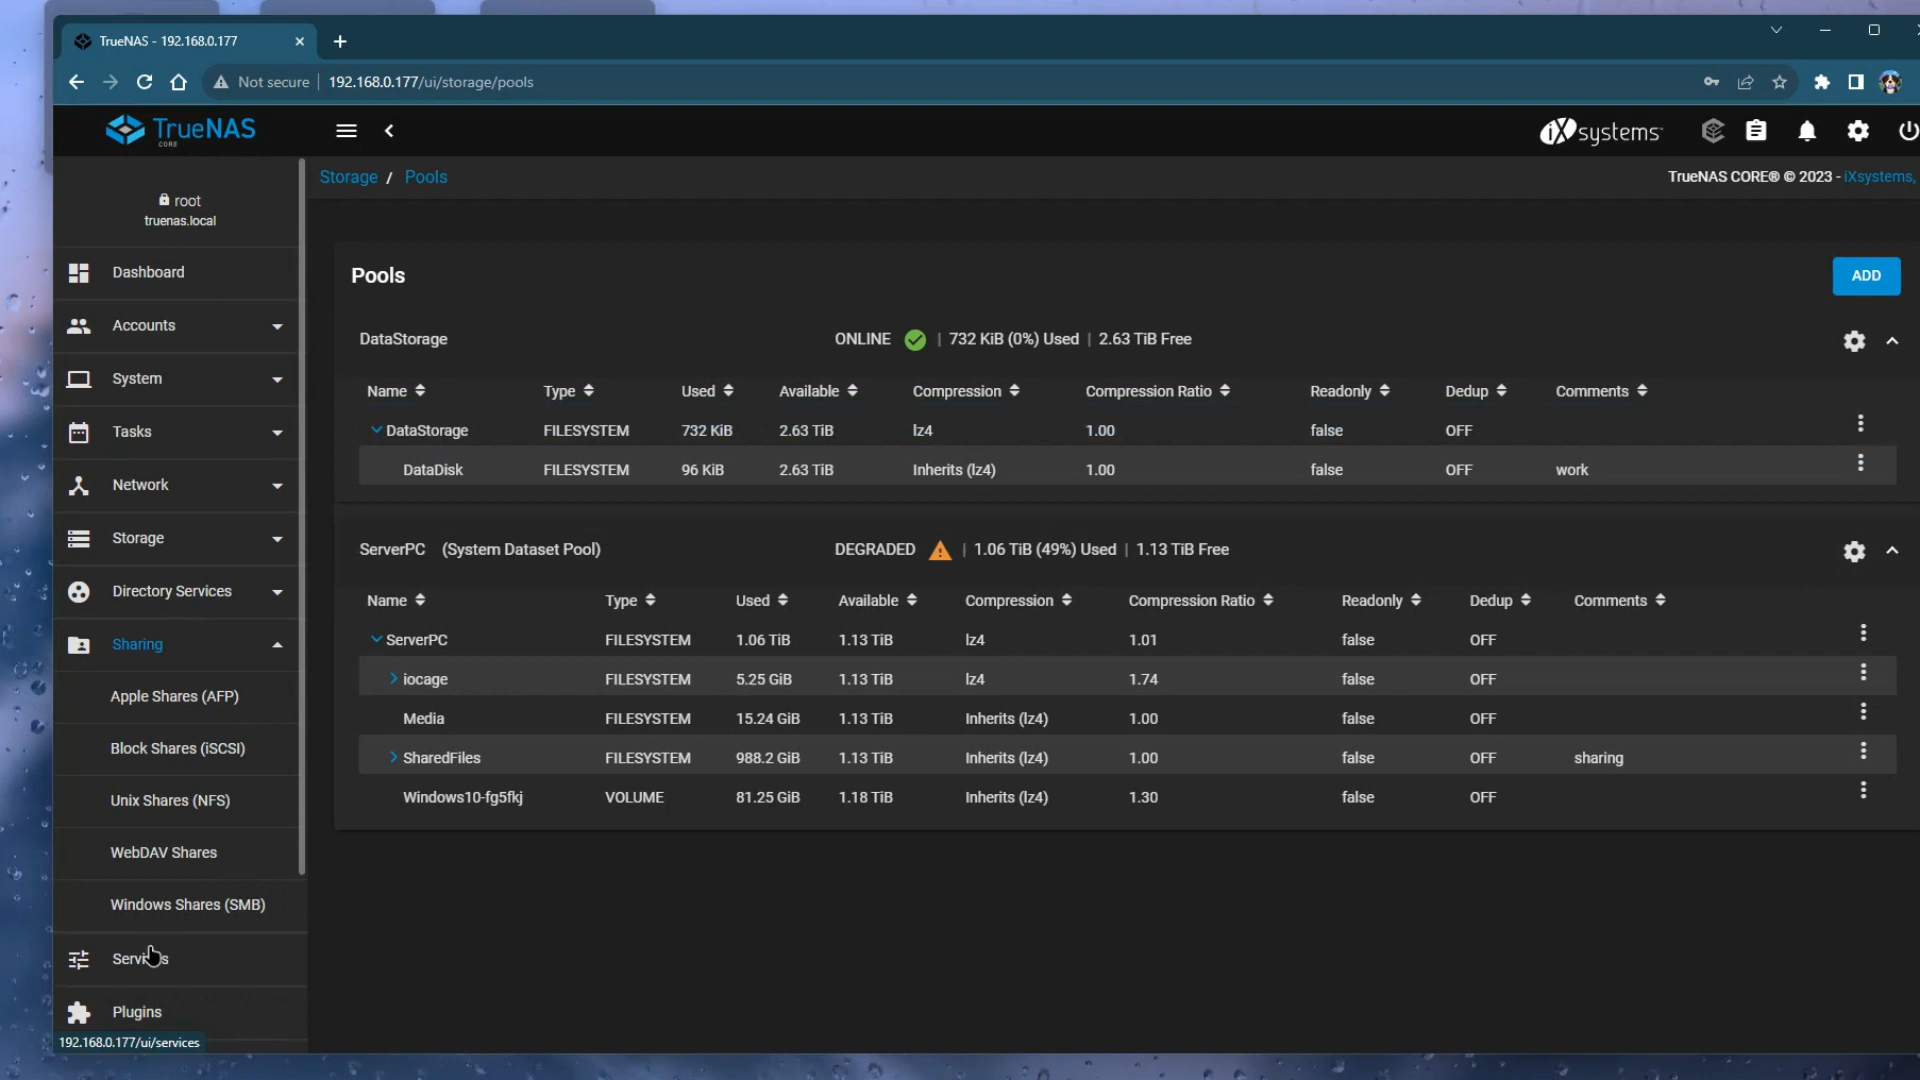 TrueNAS - 192.168.0.177
Not secure 192.168.0.177/ui/storage/pools
TrueNAS
CORE
iXsystems
root
truenas.local
Storage / Pools
TrueNAS CORE® © 2023 - iXsystems,
Dashboard
Accounts
System
Tasks
Network
Storage
Directory Services
Sharing
Apple Shares (AFP)
Block Shares (iSCSI)
Unix Shares (NFS)
WebDAV Shares
Windows Shares (SMB)
Services
Plugins
192.168.0.177/ui/services
Pools
ADD
DataStorage ONLINE | 732 KiB (0%) Used | 2.63 TiB Free
Name Type Used Available Compression Compression Ratio Readonly Dedup Comments
DataStorage FILESYSTEM 732 KiB 2.63 TiB lz4 1.00 false OFF
DataDisk FILESYSTEM 96 KiB 2.63 TiB Inherits (lz4) 1.00 false OFF work
ServerPC (System Dataset Pool) DEGRADED | 1.06 TiB (49%) Used | 1.13 TiB Free
Name Type Used Available Compression Compression Ratio Readonly Dedup Comments
ServerPC FILESYSTEM 1.06 TiB 1.13 TiB lz4 1.01 false OFF
iocage FILESYSTEM 5.25 GiB 1.13 TiB lz4 1.74 false OFF
Media FILESYSTEM 15.24 GiB 1.13 TiB Inherits (lz4) 1.00 false OFF
SharedFiles FILESYSTEM 988.2 GiB 1.13 TiB Inherits (lz4) 1.00 false OFF sharing
Windows10-fg5fkj VOLUME 81.25 GiB 1.18 TiB Inherits (lz4) 1.30 false OFF